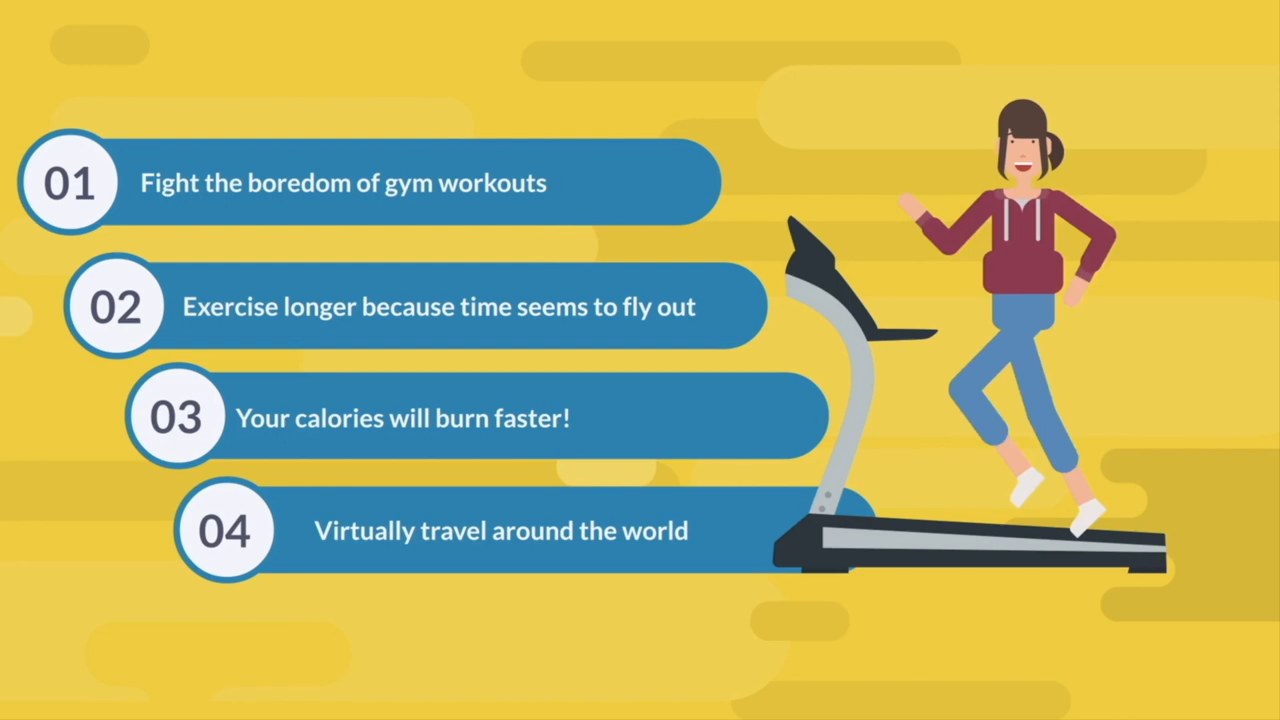 01 Fight the boredom of gym workouts
02 Exercise longer because time seems to fly out
03 Your calories will burn faster!
04 Virtually travel around the world